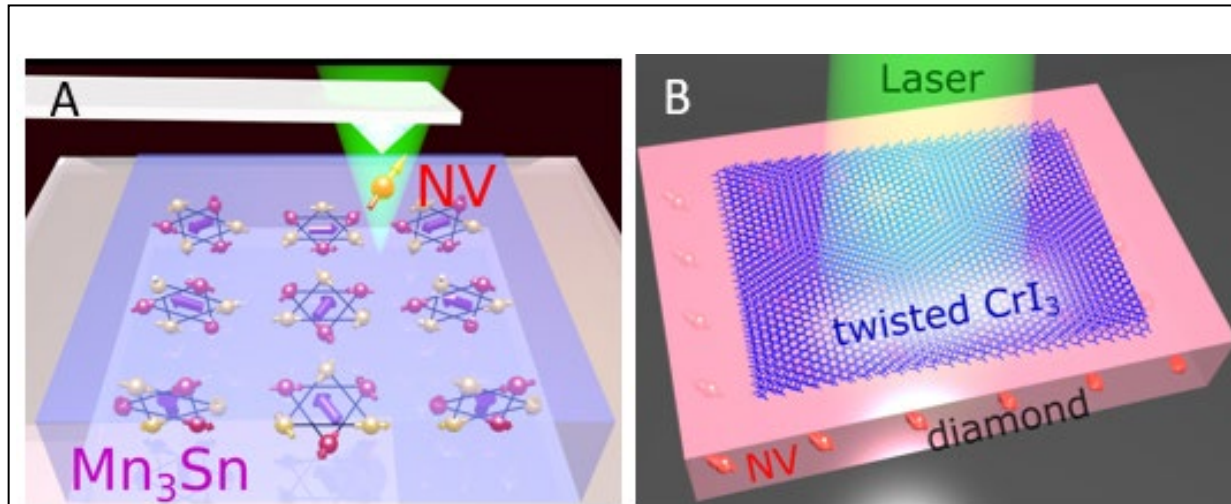 A
NV
Mn₃Sn
B
Laser
twisted CrI₃
diamond
NV